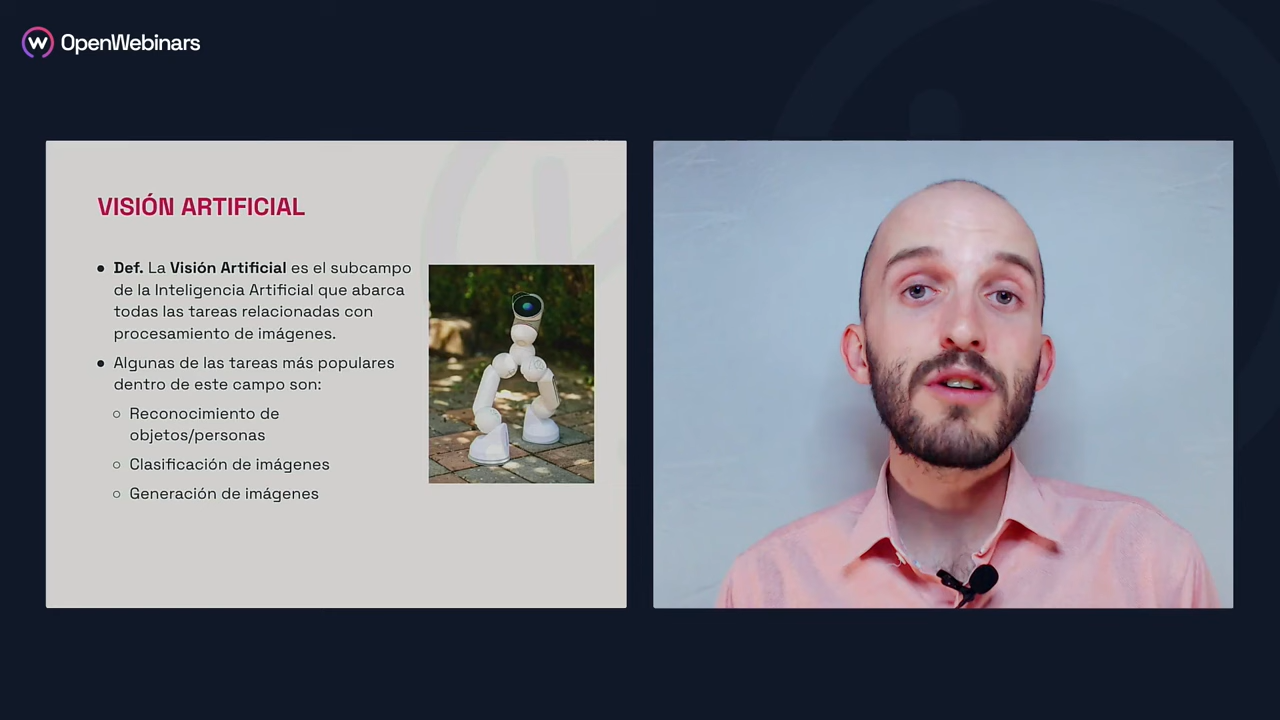 OpenWebinars
VISIÓN ARTIFICIAL
● Def. La Visión Artificial es el subcampo
de la Inteligencia Artificial que abarca
todas las tareas relacionadas con
procesamiento de imágenes.
● Algunas de las tareas más populares
dentro de este campo son:
○ Reconocimiento de
objetos/personas
○ Clasificación de imágenes
○ Generación de imágenes